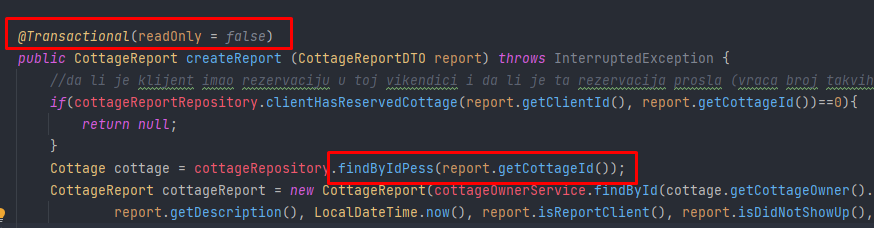 @Transactional(readOnly = false)
public CottageReport createReport (CottageReportDTO report) throws InterruptedException {
//da li je klijent imao rezervaciju u toj vikendici i da li je ta rezervacija prosla (vraca broj takvih
if(cottageReportRepository.clientHasReservedCottage(report.getClientId(), report.getCottageId())==0){
return null;
}
Cottage cottage = cottageRepository.findByIdPess(report.getCottageId());
CottageReport cottageReport = new CottageReport(cottageOwnerService.findById(cottage.getCottageOwner().
report.getDescription(), LocalDateTime.now(), report.isReportClient(), report.isDidNotShowUp(),